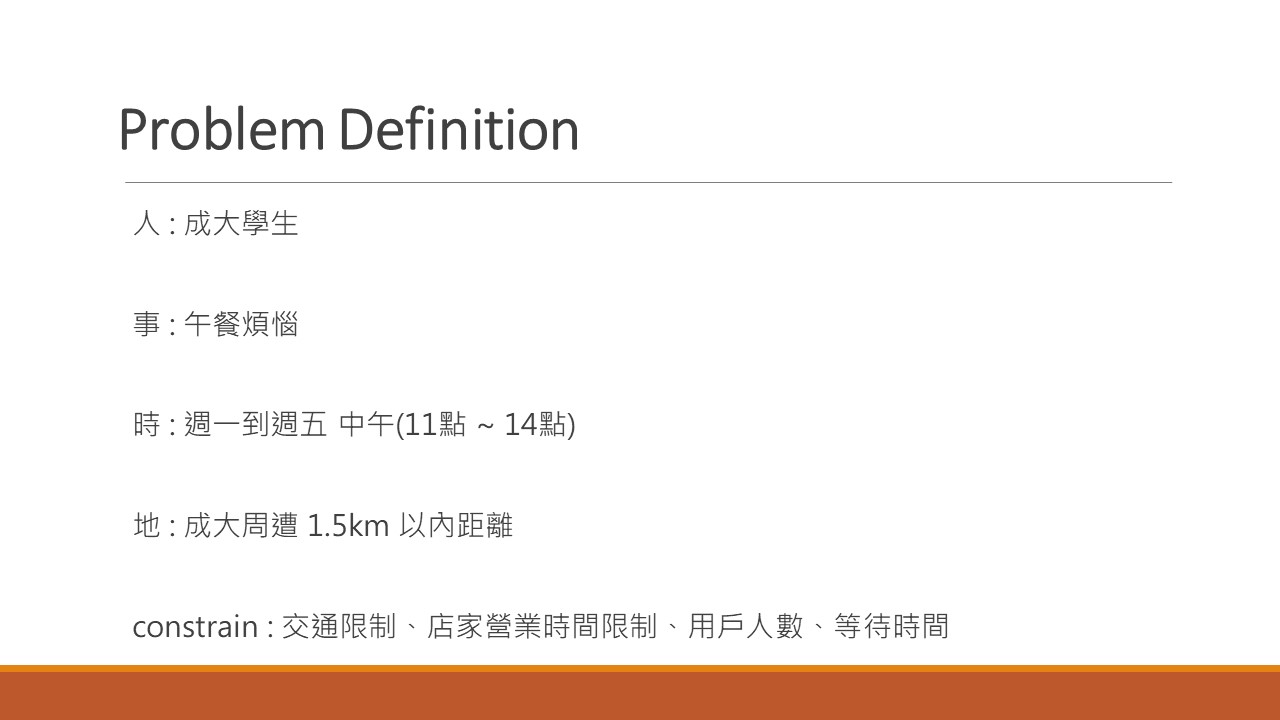 Problem Definition
人 : 成大學生
事 : 午餐煩惱
時 : 週一到週五 中午(11點 ~ 14點)
地 : 成大周遭 1.5km 以內距離
constrain : 交通限制、店家營業時間限制、用戶人數、等待時間